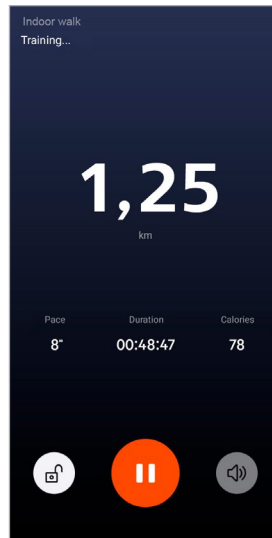 Indoor walk
Training...
1,25
km
Pace Duration Calories
8" 00:48:47 78